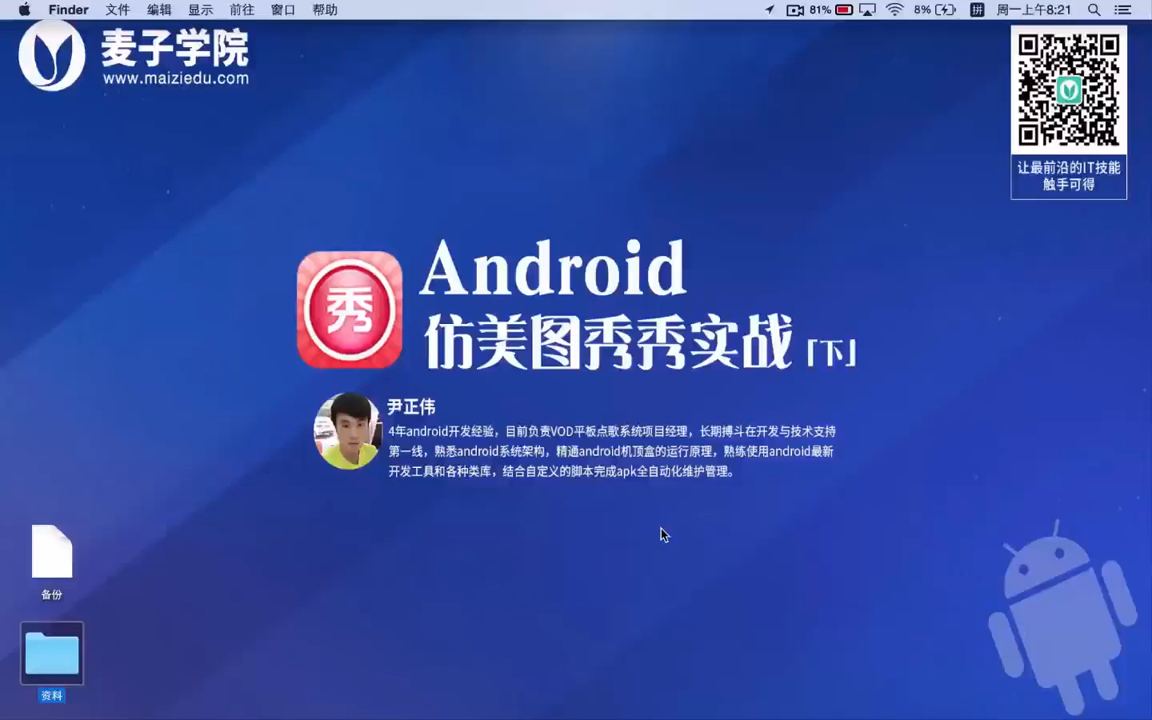 Finder 文件 编辑 显示 前往 窗口 帮助 81% 8% 拼 周一上午8:21
麦子学院
www.maiziedu.com
让最前沿的IT技能
触手可得
秀
Android
仿美图秀秀实战「下」
尹正伟
4年android开发经验，目前负责VOD平板点歌系统项目经理，长期搏斗在开发与技术支持
第一线，熟悉android系统架构，精通android机顶盒的运行原理，熟练使用android最新
开发工具和各种类库，结合自定义的脚本完成apk全自动化维护管理。
备份
资料